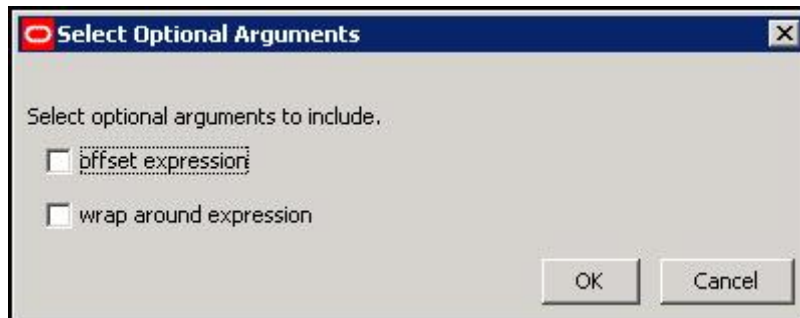 Select Optional Arguments
Select optional arguments to include.
offset expression
wrap around expression
OK Cancel